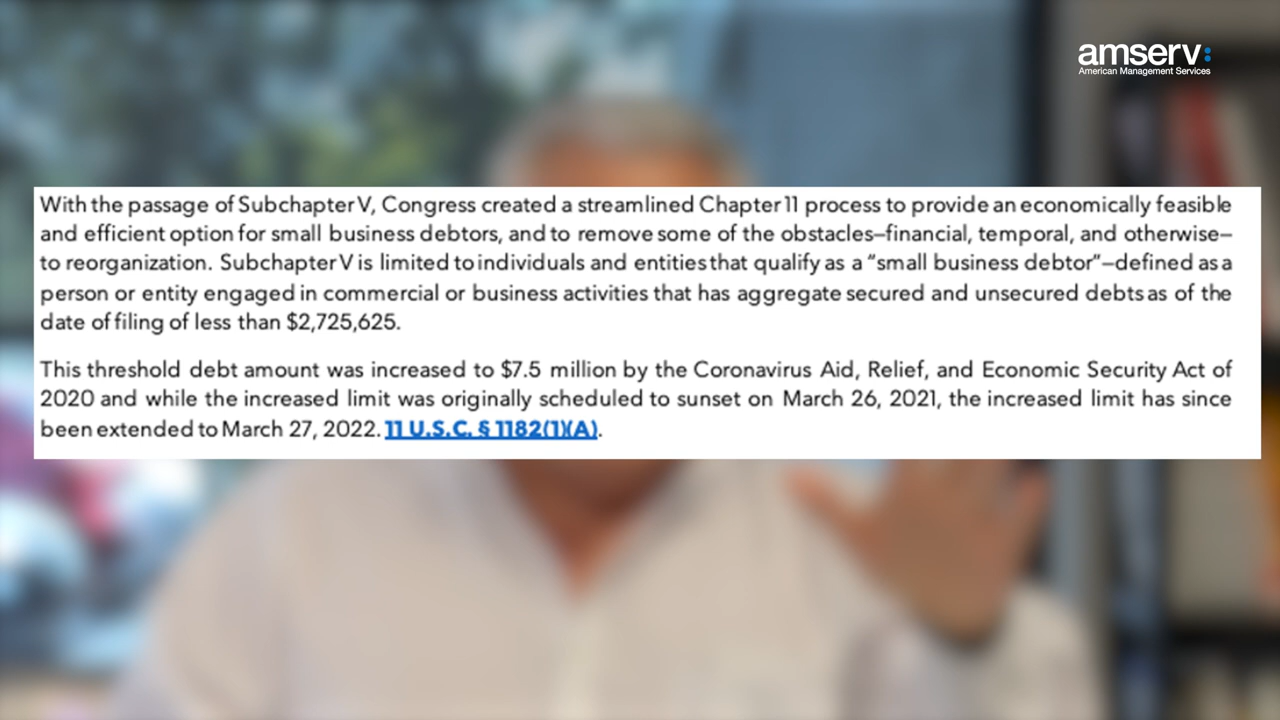 amserv:
American Management Services
With the passage of Subchapter V, Congress created a streamlined Chapter 11 process to provide an economically feasible
and efficient option for small business debtors, and to remove some of the obstacles–financial, temporal, and otherwise–
to reorganization. Subchapter V is limited to individuals and entities that qualify as a “small business debtor”–defined as a
person or entity engaged in commercial or business activities that has aggregate secured and unsecured debts as of the
date of filing of less than $2,725,625.
This threshold debt amount was increased to $7.5 million by the Coronavirus Aid, Relief, and Economic Security Act of
2020 and while the increased limit was originally scheduled to sunset on March 26, 2021, the increased limit has since
been extended to March 27, 2022. 11 U.S.C. § 1182(1)(A).